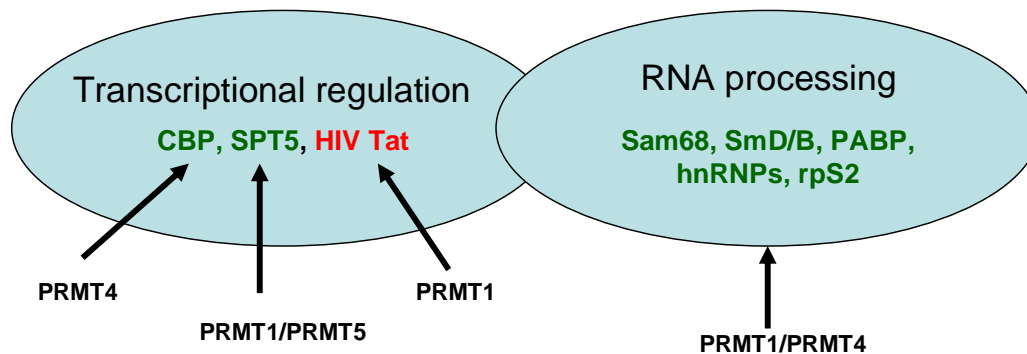 Transcriptional regulation
CBP, SPT5, HIV Tat
RNA processing
Sam68, SmD/B, PABP,
hnRNPs, rpS2
PRMT4
PRMT1/PRMT5
PRMT1
PRMT1/PRMT4